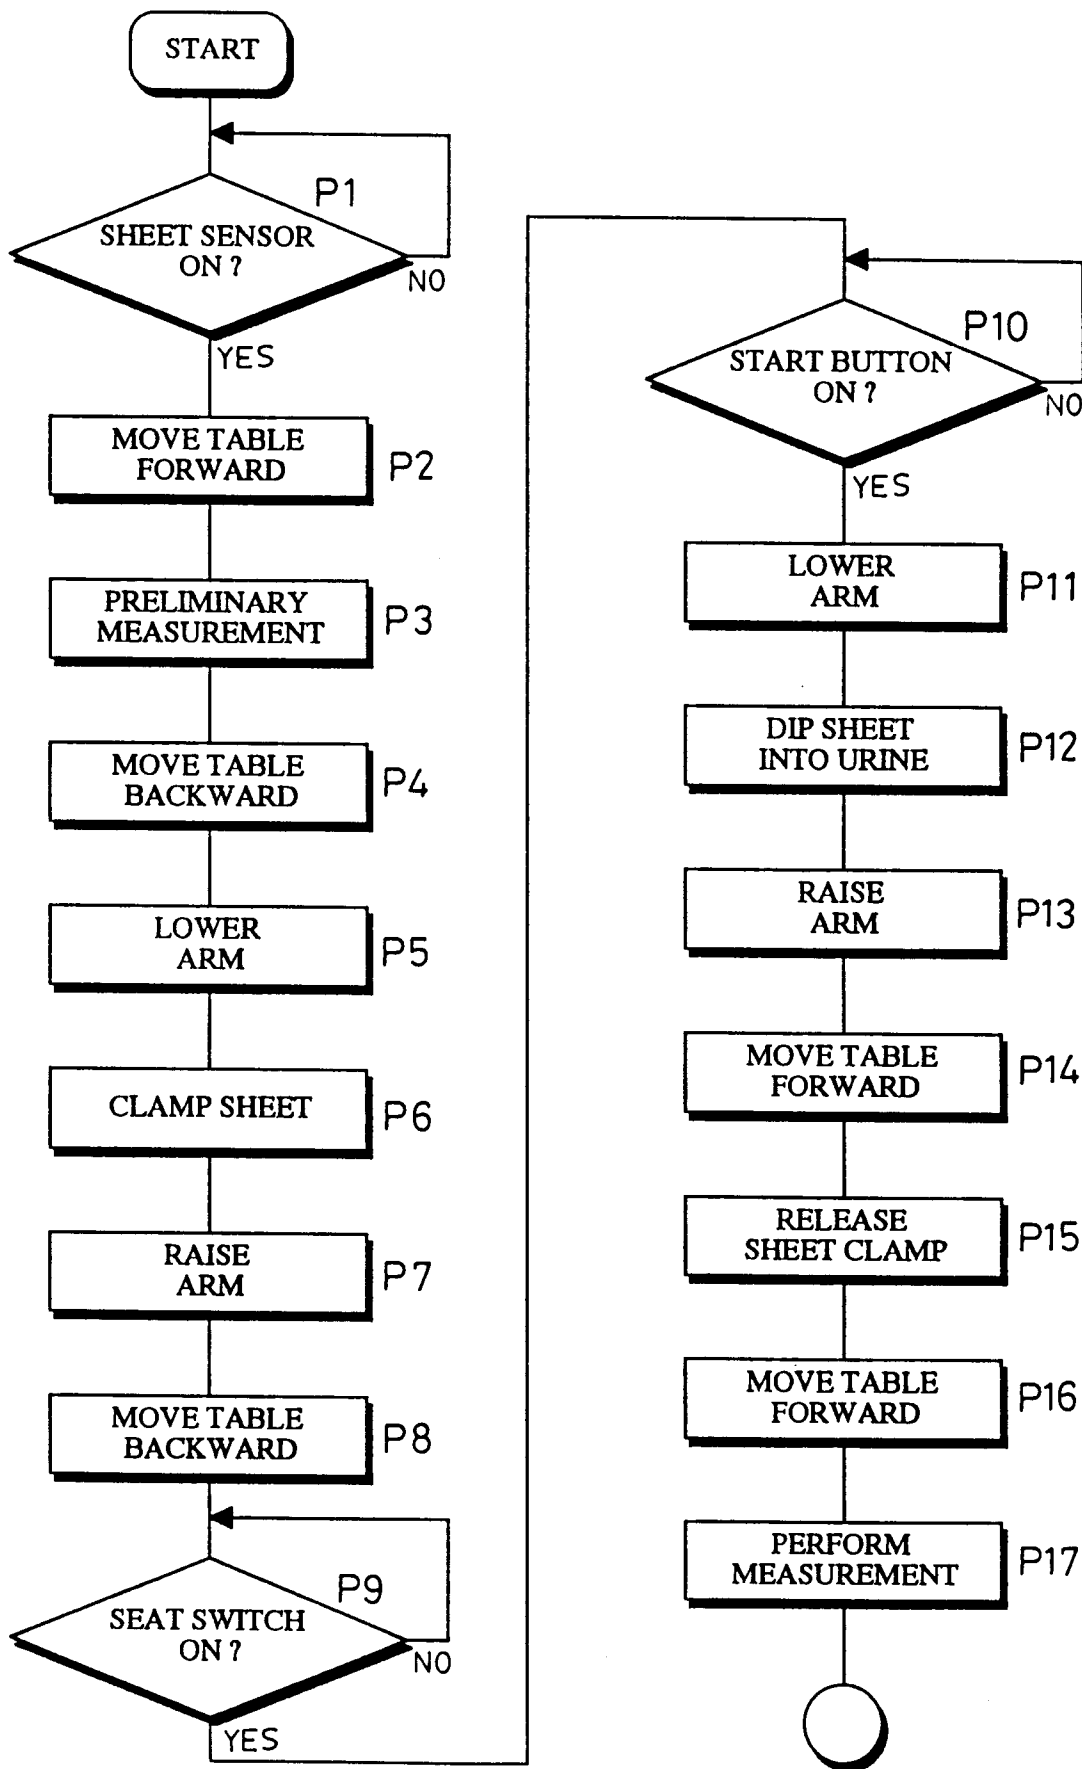 START
P1
SHEET SENSOR
ON ?
NO
YES
MOVE TABLE
FORWARD
P2
PRELIMINARY
MEASUREMENT
P3
MOVE TABLE
BACKWARD
P4
LOWER
ARM
P5
CLAMP SHEET
P6
RAISE
ARM
P7
MOVE TABLE
BACKWARD
P8
P9
SEAT SWITCH
ON ?
NO
YES
P10
START BUTTON
ON ?
NO
YES
LOWER
ARM
P11
DIP SHEET
INTO URINE
P12
RAISE
ARM
P13
MOVE TABLE
FORWARD
P14
RELEASE
SHEET CLAMP
P15
MOVE TABLE
FORWARD
P16
PERFORM
MEASUREMENT
P17